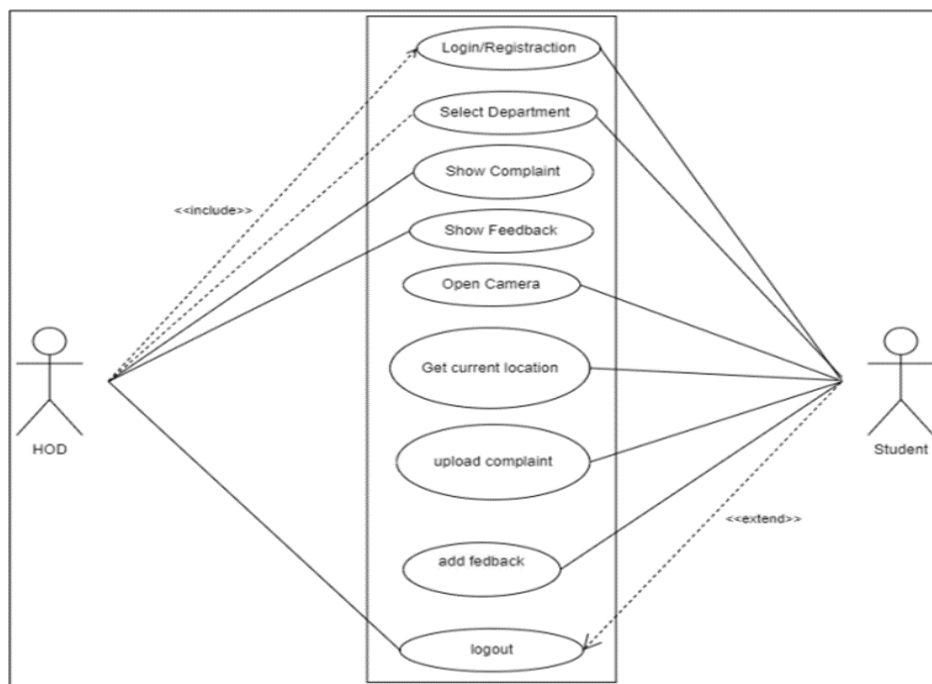 Login/Registraction
Select Department
Show Complaint
<<include>>
Show Feedback
Open Camera
Get current location
HOD
Student
upload complaint
<<extend>>
add fedback
logout